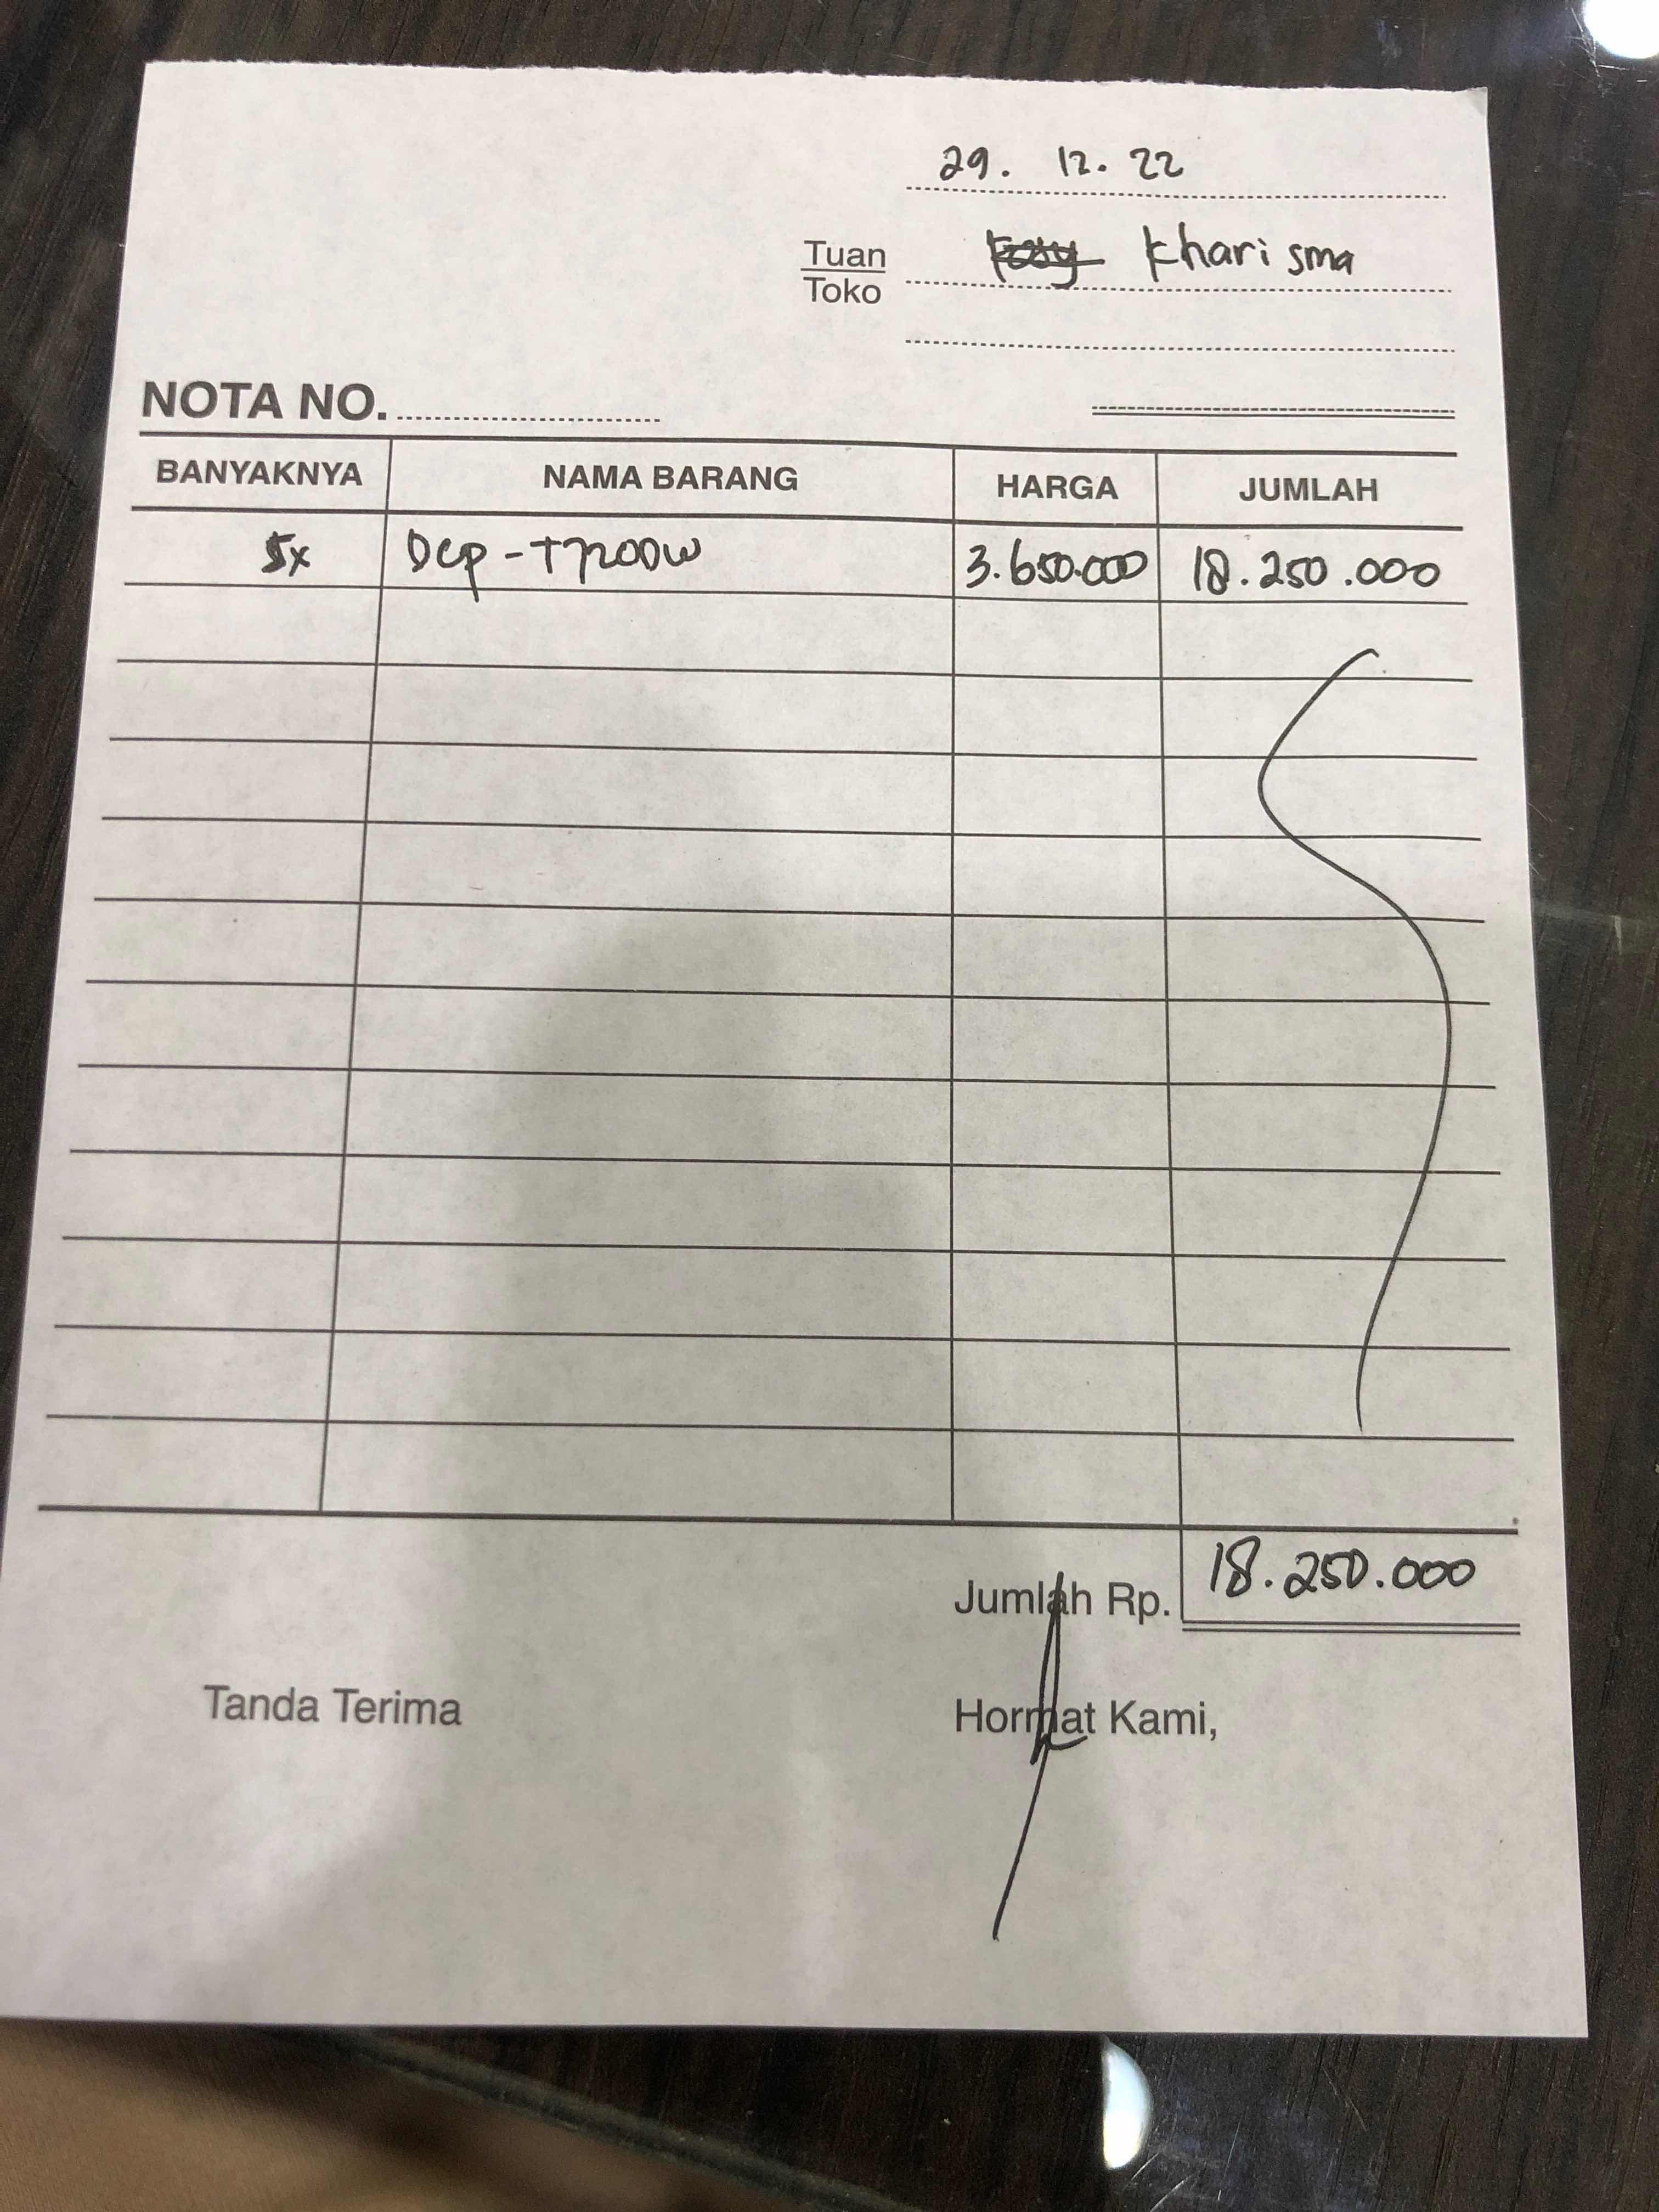 29. 12. 22
Tuan
Toko
Kharisma
NOTA NO.
BANYAKNYA NAMA BARANG HARGA JUMLAH
5x DCP-T720DW 3.650.000 18.250.000
Jumlah Rp. 18.250.000
Tanda Terima Hormat Kami,